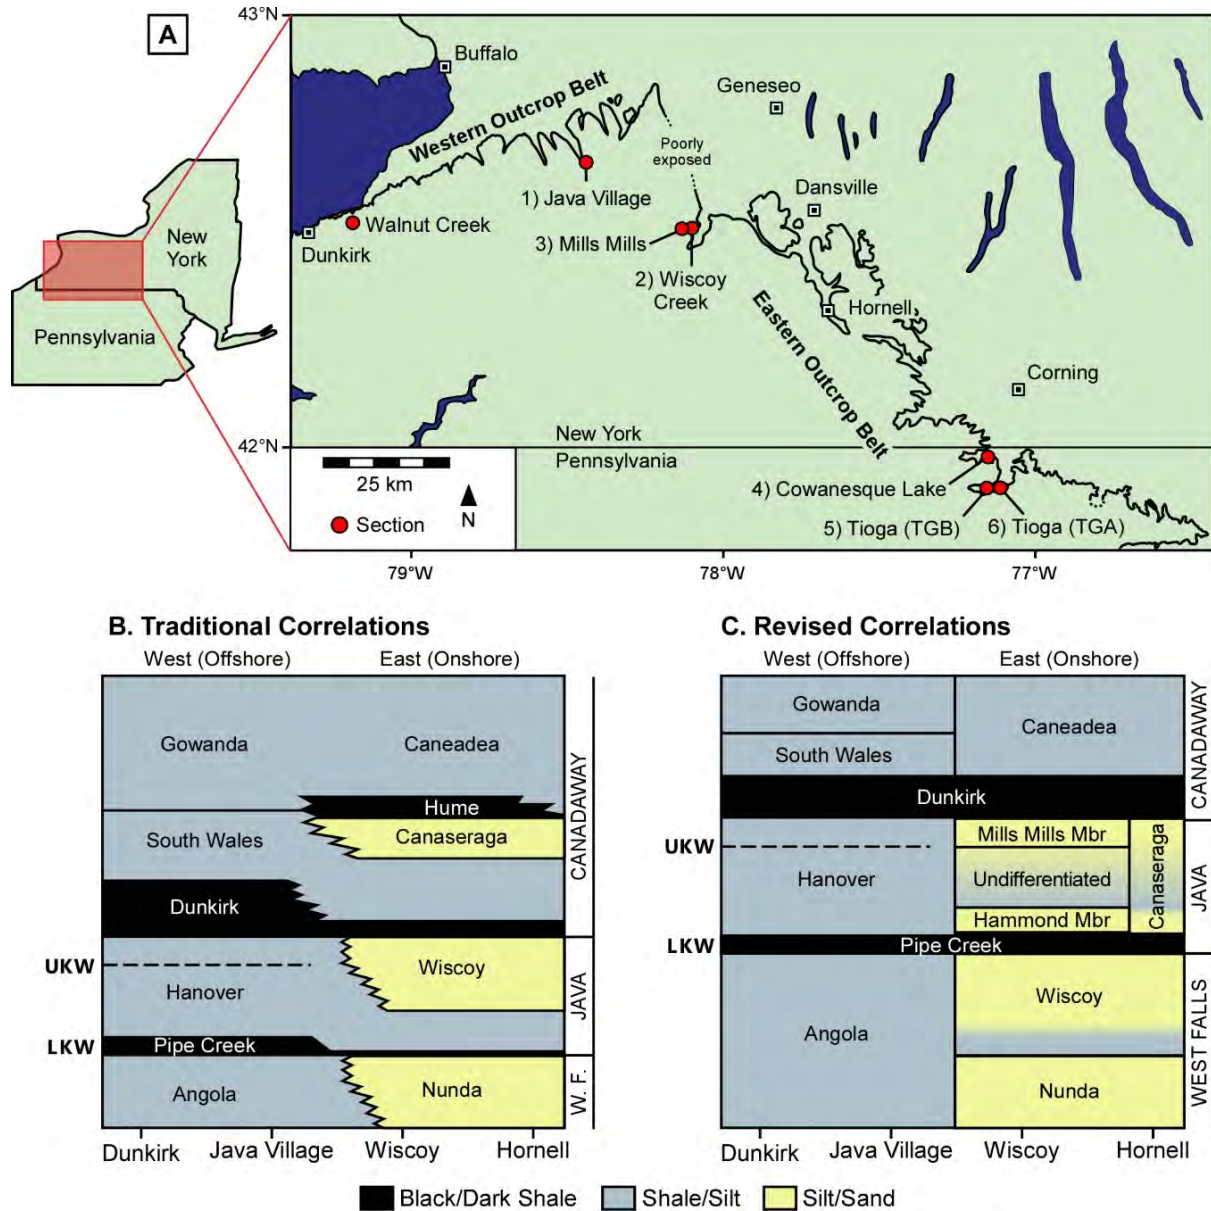 A
43°N
Buffalo
Geneseo
Western Outcrop Belt
Poorly
exposed
1) Java Village
Dansville
Walnut Creek
Dunkirk
3) Mills Mills
2) Wiscoy
Creek
New
York
Pennsylvania
Hornell
Eastern Outcrop Belt
Corning
42°N
New York
Pennsylvania
25 km
N
Section
4) Cowanesque Lake
5) Tioga (TGB)
6) Tioga (TGA)
79°W
78°W
77°W
B. Traditional Correlations
West (Offshore)
East (Onshore)
Gowanda
Caneadea
Hume
South Wales
Canaseraga
Dunkirk
CANADAWAY
UKW
Wiscoy
Hanover
JAVA
LKW
Pipe Creek
Angola
Nunda
W. F.
Dunkirk
Java Village
Wiscoy
Hornell
C. Revised Correlations
West (Offshore)
East (Onshore)
Gowanda
Caneadea
South Wales
CANADAWAY
Dunkirk
UKW
Mills Mills Mbr
Hanover
Undifferentiated
Canaseraga
JAVA
Hammond Mbr
LKW
Pipe Creek
Wiscoy
Angola
WEST FALLS
Nunda
Dunkirk
Java Village
Wiscoy
Hornell
Black/Dark Shale
Shale/Silt
Silt/Sand